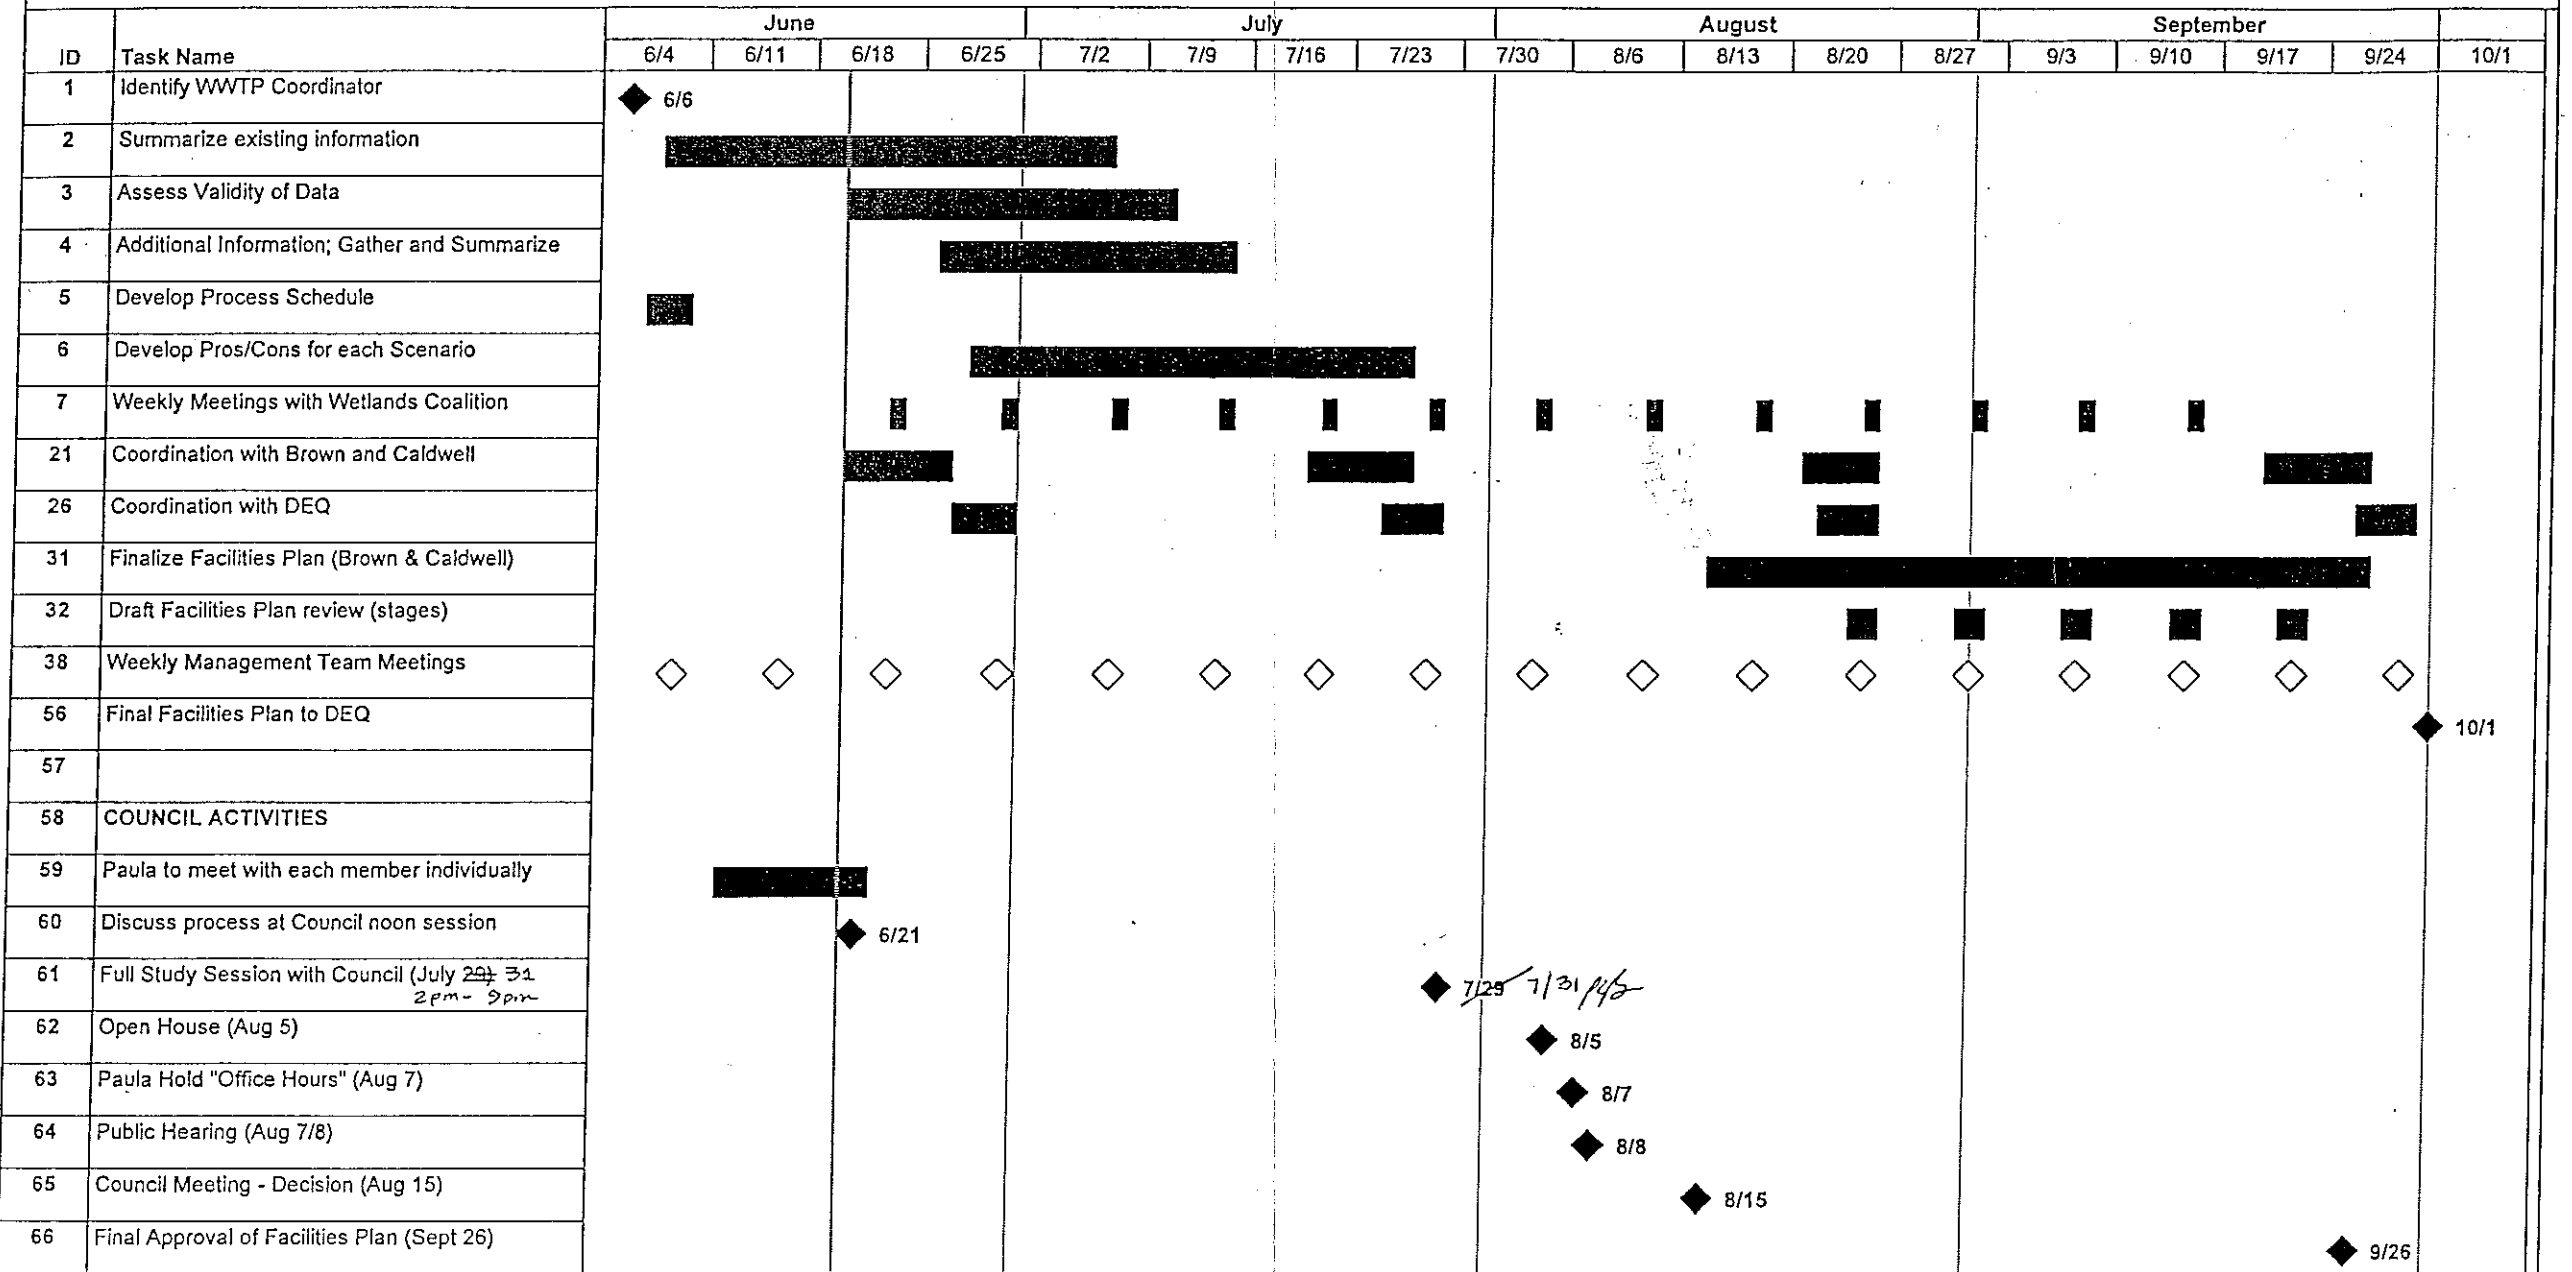 June July August September
ID Task Name 6/4 6/11 6/18 6/25 7/2 7/9 7/16 7/23 7/30 8/6 8/13 8/20 8/27 9/3 9/10 9/17 9/24 10/1
1 Identify WWTP Coordinator 6/6
2 Summarize existing information
3 Assess Validity of Data
4 Additional Information; Gather and Summarize
5 Develop Process Schedule
6 Develop Pros/Cons for each Scenario
7 Weekly Meetings with Wetlands Coalition
21 Coordination with Brown and Caldwell
26 Coordination with DEQ
31 Finalize Facilities Plan (Brown & Caldwell)
32 Draft Facilities Plan review (stages)
38 Weekly Management Team Meetings
56 Final Facilities Plan to DEQ 10/1
57
58 COUNCIL ACTIVITIES
59 Paula to meet with each member individually
60 Discuss process at Council noon session 6/21
61 Full Study Session with Council (July 29) 31 7/29 7/31
2pm - 9pm
62 Open House (Aug 5) 8/5
63 Paula Hold "Office Hours" (Aug 7) 8/7
64 Public Hearing (Aug 7/8) 8/8
65 Council Meeting - Decision (Aug 15) 8/15
66 Final Approval of Facilities Plan (Sept 26) 9/26